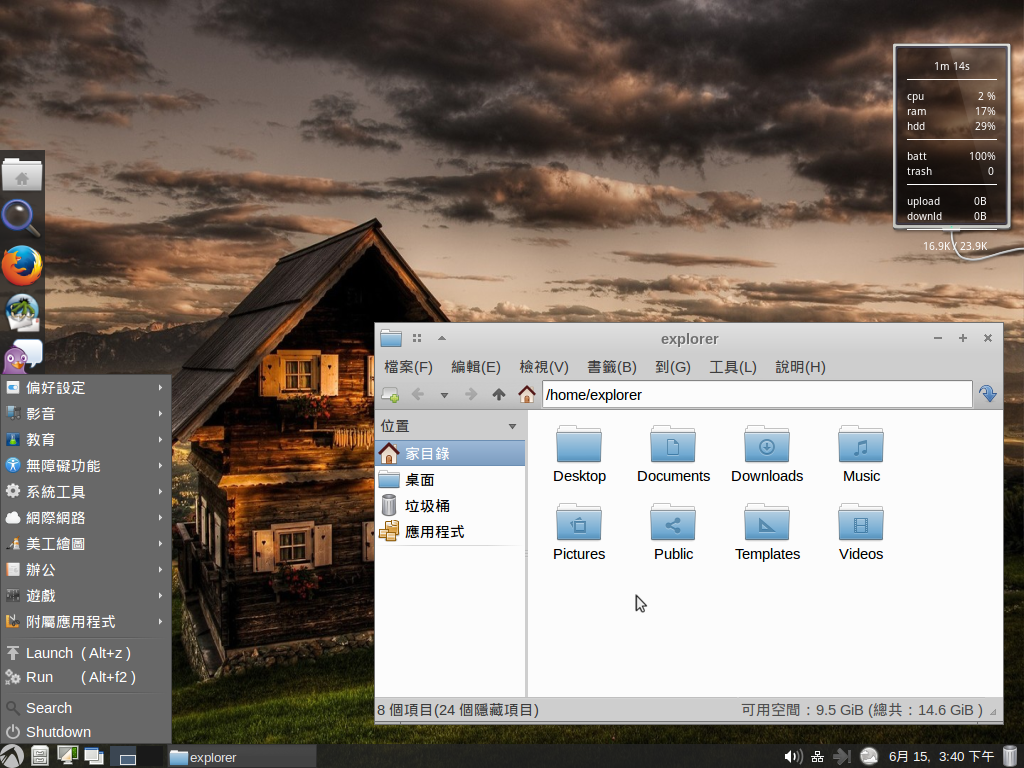 1m 14s
cpu 2 %
ram 17%
hdd 29%
batt 100%
trash 0
upload 0B
downld 0B
16.9K / 23.9K
explorer
檔案(F) 編輯(E) 檢視(V) 書籤(B) 到(G) 工具(L) 說明(H)
/home/explorer
位置
家目錄
桌面
垃圾桶
應用程式
Desktop Documents Downloads Music
Pictures Public Templates Videos
8 個項目(24 個隱藏項目) 可用空間：9.5 GiB (總共：14.6 GiB )
偏好設定
影音
教育
無障礙功能
系統工具
網際網路
美工繪圖
辦公
遊戲
附屬應用程式
Launch ( Alt+z )
Run ( Alt+f2 )
Search
Shutdown
explorer
6月 15, 3:40 下午